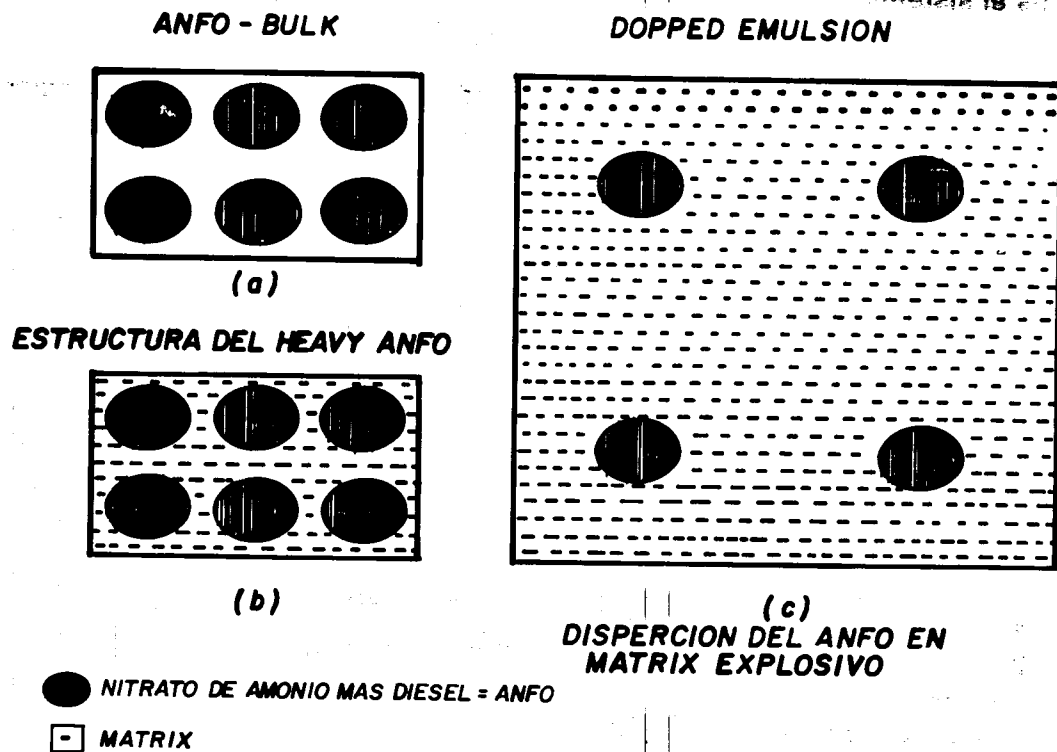 ANFO - BULK
DOPPED EMULSION
(a)
ESTRUCTURA DEL HEAVY ANFO
(b)
(c)
DISPERCION DEL ANFO EN
MATRIX EXPLOSIVO
NITRATO DE AMONIO MAS DIESEL = ANFO
- MATRIX